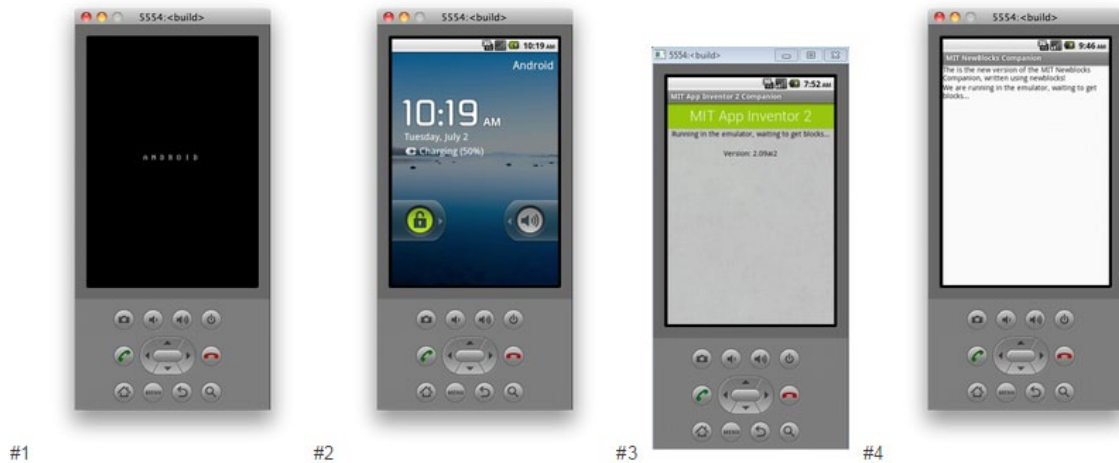 5554:<build>
ANDROID
MENU
#1
5554:<build>
10:19 AM
Android
10:19 AM
Tuesday, July 2
Charging (50%)
MENU
#2
5554:<build>
7:52 AM
MIT App Inventor 2 Companion
MIT App Inventor 2
Running in the emulator, waiting to get blocks...
Version: 2.09ai2
MENU
#3
5554:<build>
9:46 AM
MIT NewBlocks Companion
The is the new version of the MIT Newblocks
Companion, written using newblocks!
We are running in the emulator, waiting to get
blocks...
MENU
#4